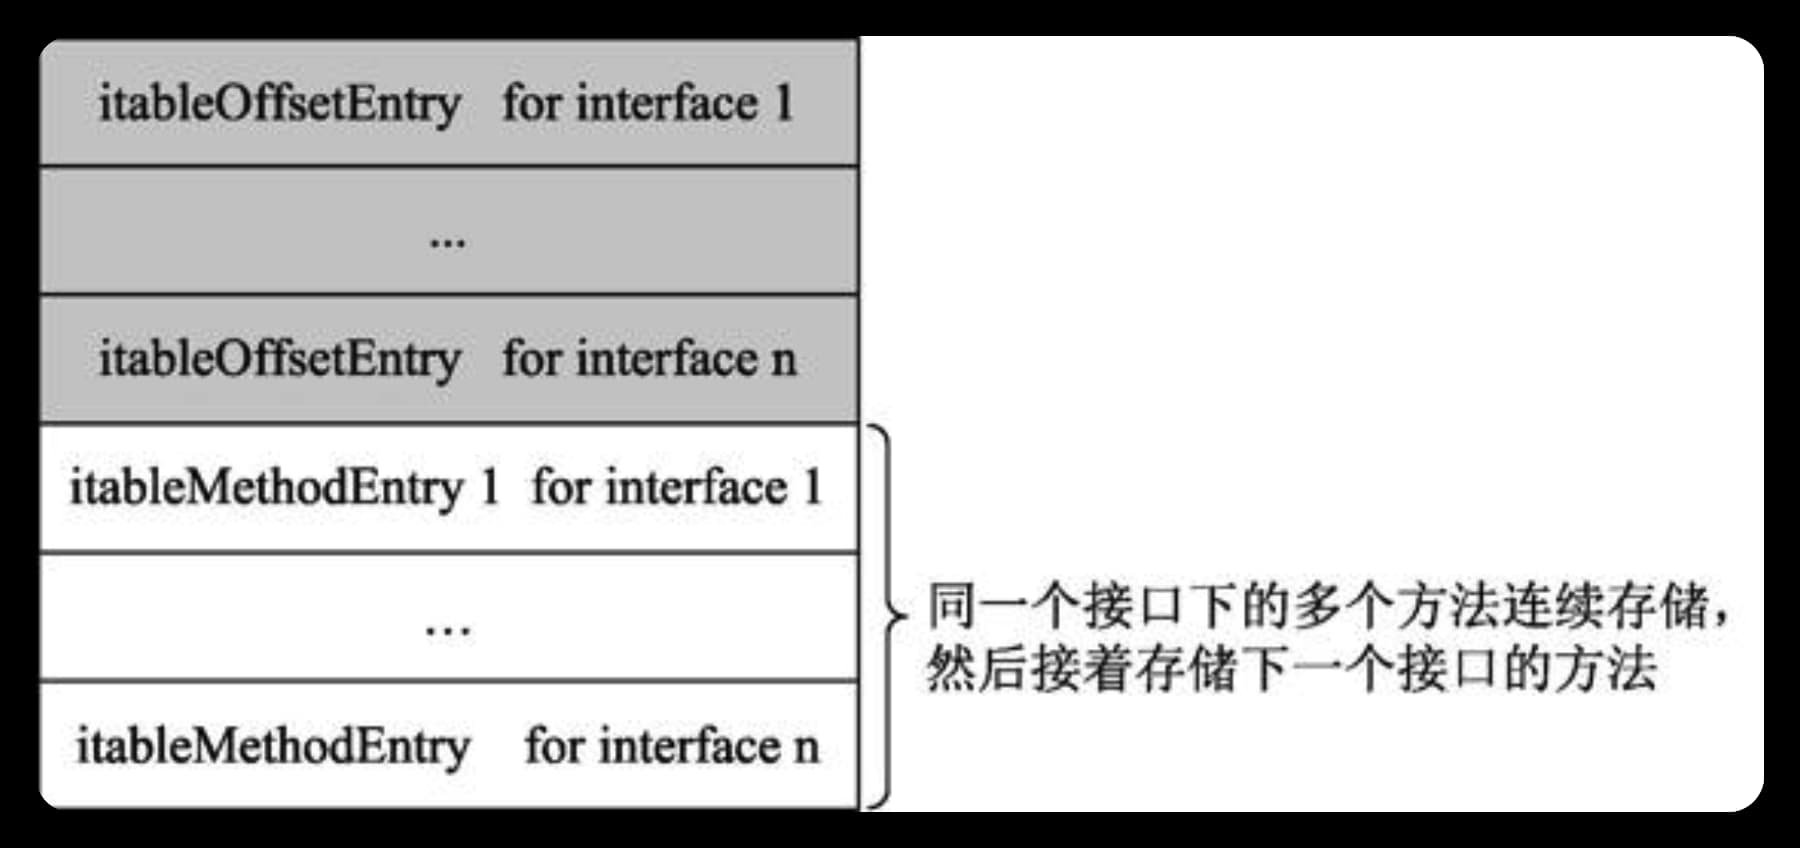 itableOffsetEntry for interface 1
...
itableOffsetEntry for interface n
itableMethodEntry 1 for interface 1
...
itableMethodEntry for interface n
同一个接口下的多个方法连续存储，
然后接着存储下一个接口的方法